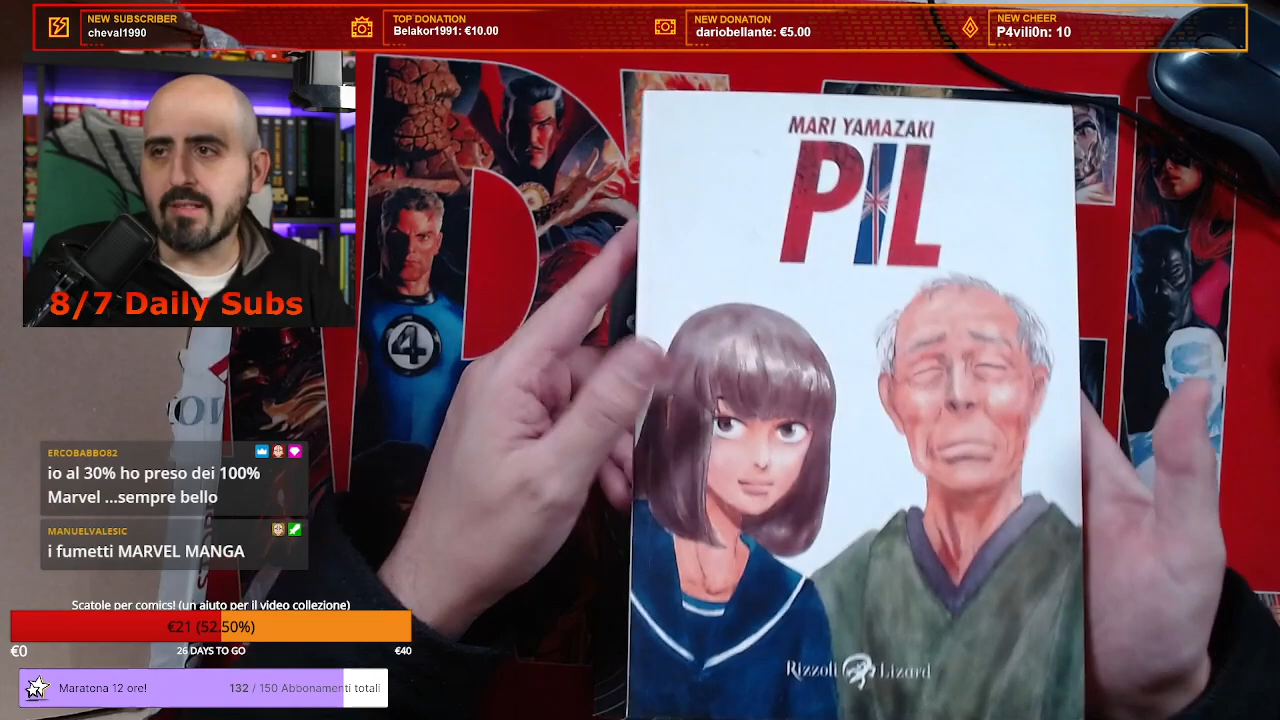 NEW SUBSCRIBER
cheval1990
TOP DONATION
Belakor1991: €10.00
NEW DONATION
dariobellante: €5.00
NEW CHEER
P4vili0n: 10
MARI YAMAZAKI
PIL
4
8/7 Daily Subs
ERCOBABBO82
io al 30% ho preso dei 100%
Marvel ...sempre bello
MANUELVALESIC
i fumetti MARVEL MANGA
Scatole per comics! (un aiuto per il video collezione)
€21 (52.50%)
€0
26 DAYS TO GO
€40
Maratona 12 ore!
132 / 150 Abbonamenti totali
Rizzoli Lizard